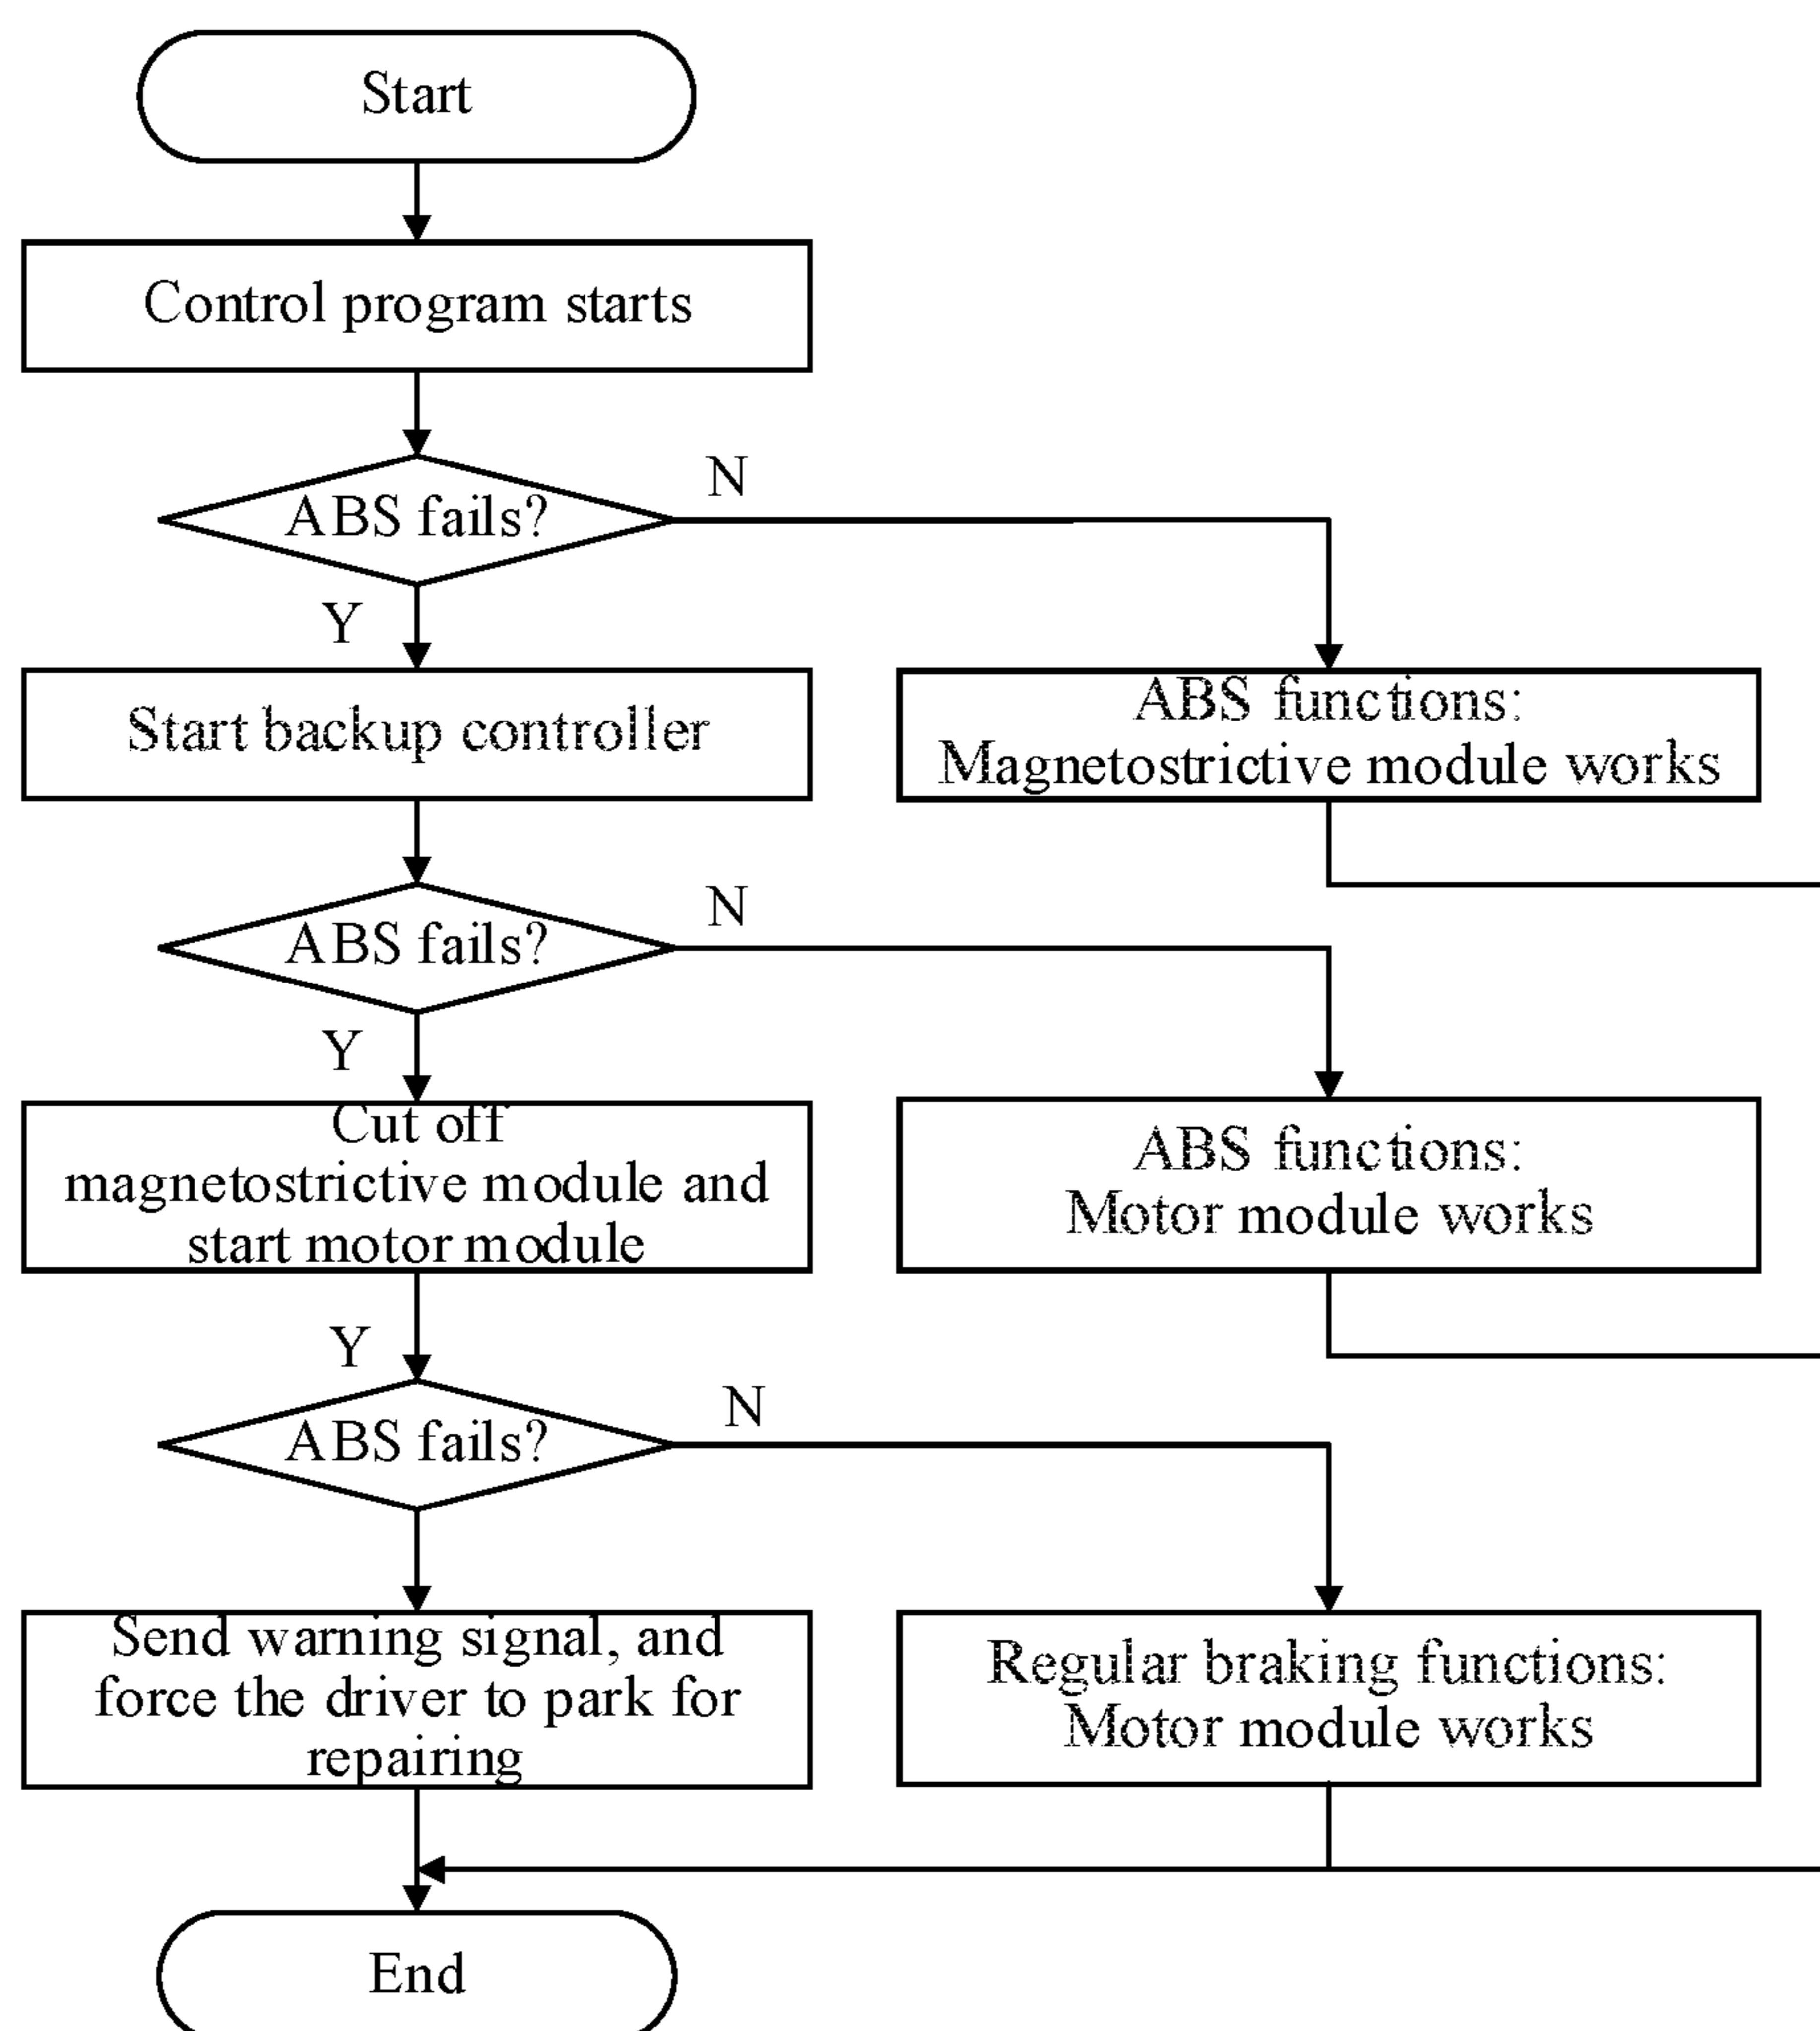 Start
Control program starts
ABS fails?
N
Y
Start backup controller
ABS functions:
Magnetostrictive module works
ABS fails?
N
Y
Cut off
magnetostrictive module and
start motor module
ABS functions:
Motor module works
Y
ABS fails?
N
Send warning signal, and
force the driver to park for
repairing
Regular braking functions:
Motor module works
End